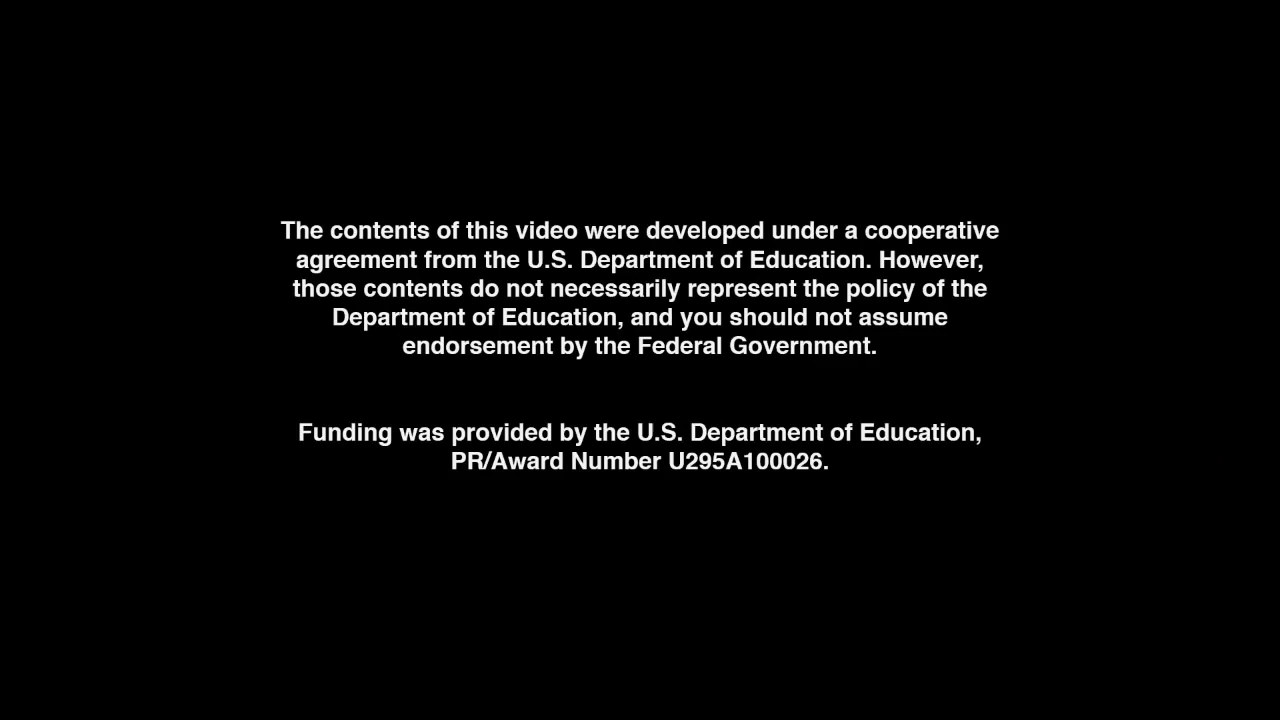 The contents of this video were developed under a cooperative
agreement from the U.S. Department of Education. However,
those contents do not necessarily represent the policy of the
Department of Education, and you should not assume
endorsement by the Federal Government.
Funding was provided by the U.S. Department of Education,
PR/Award Number U295A100026.